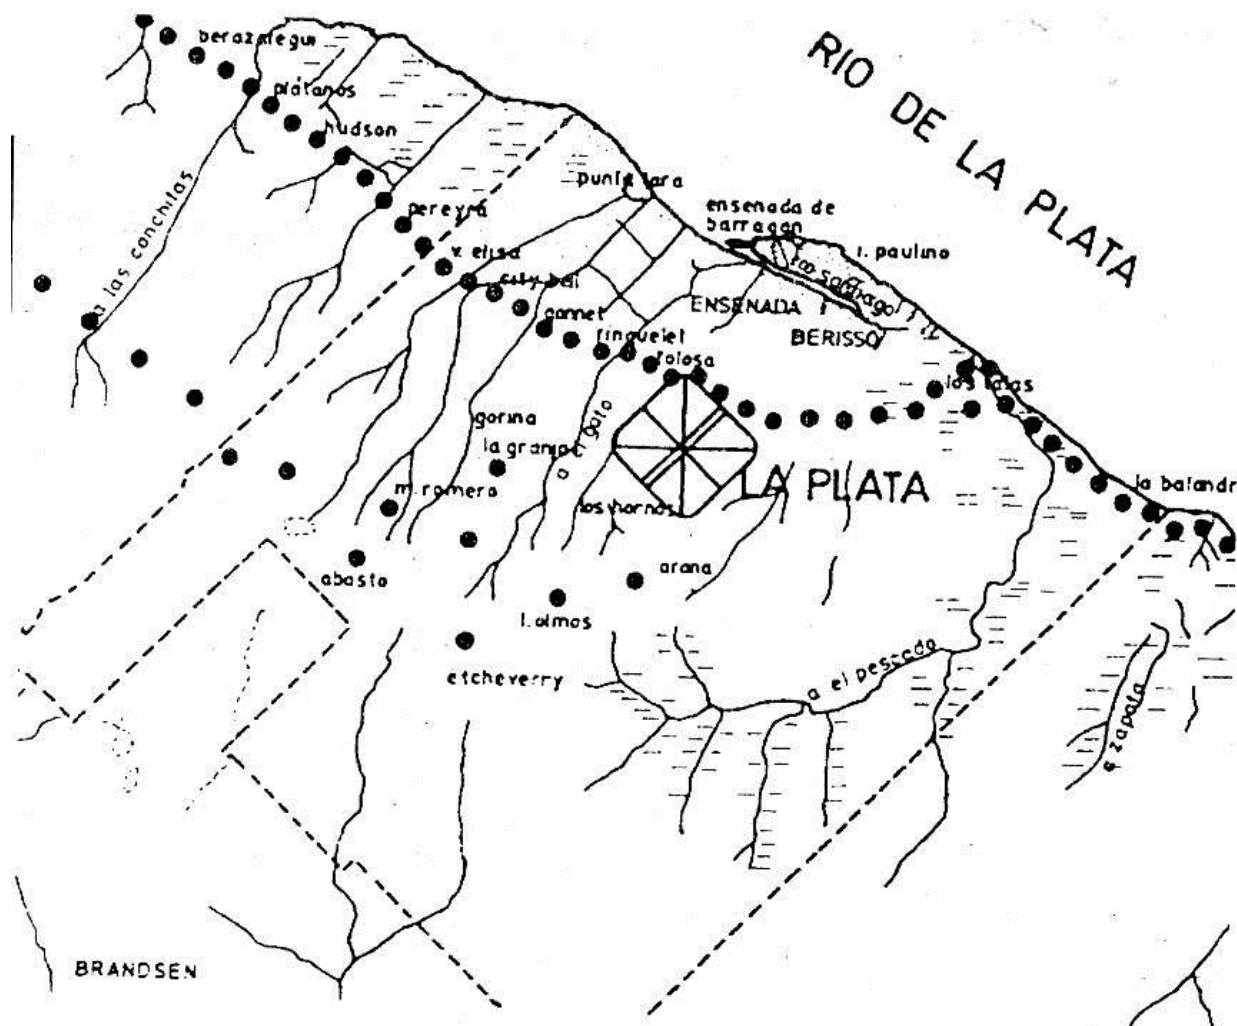 RIO DE LA PLATA
berazategui
plátanos
hudson
pereyra
v. elisa
city bell
gonnet
ringuelet
tolosa
punta lara
ensenada de
barragan
i. paulino
rio santiago
ENSENADA
BERISSO
los talas
la balandr
a las conchitas
gorina
la granja
a el gato
m. romero
LA PLATA
los hornos
abasto
arana
l. olmos
etcheverry
a el pescado
a zapata
BRANDSEN